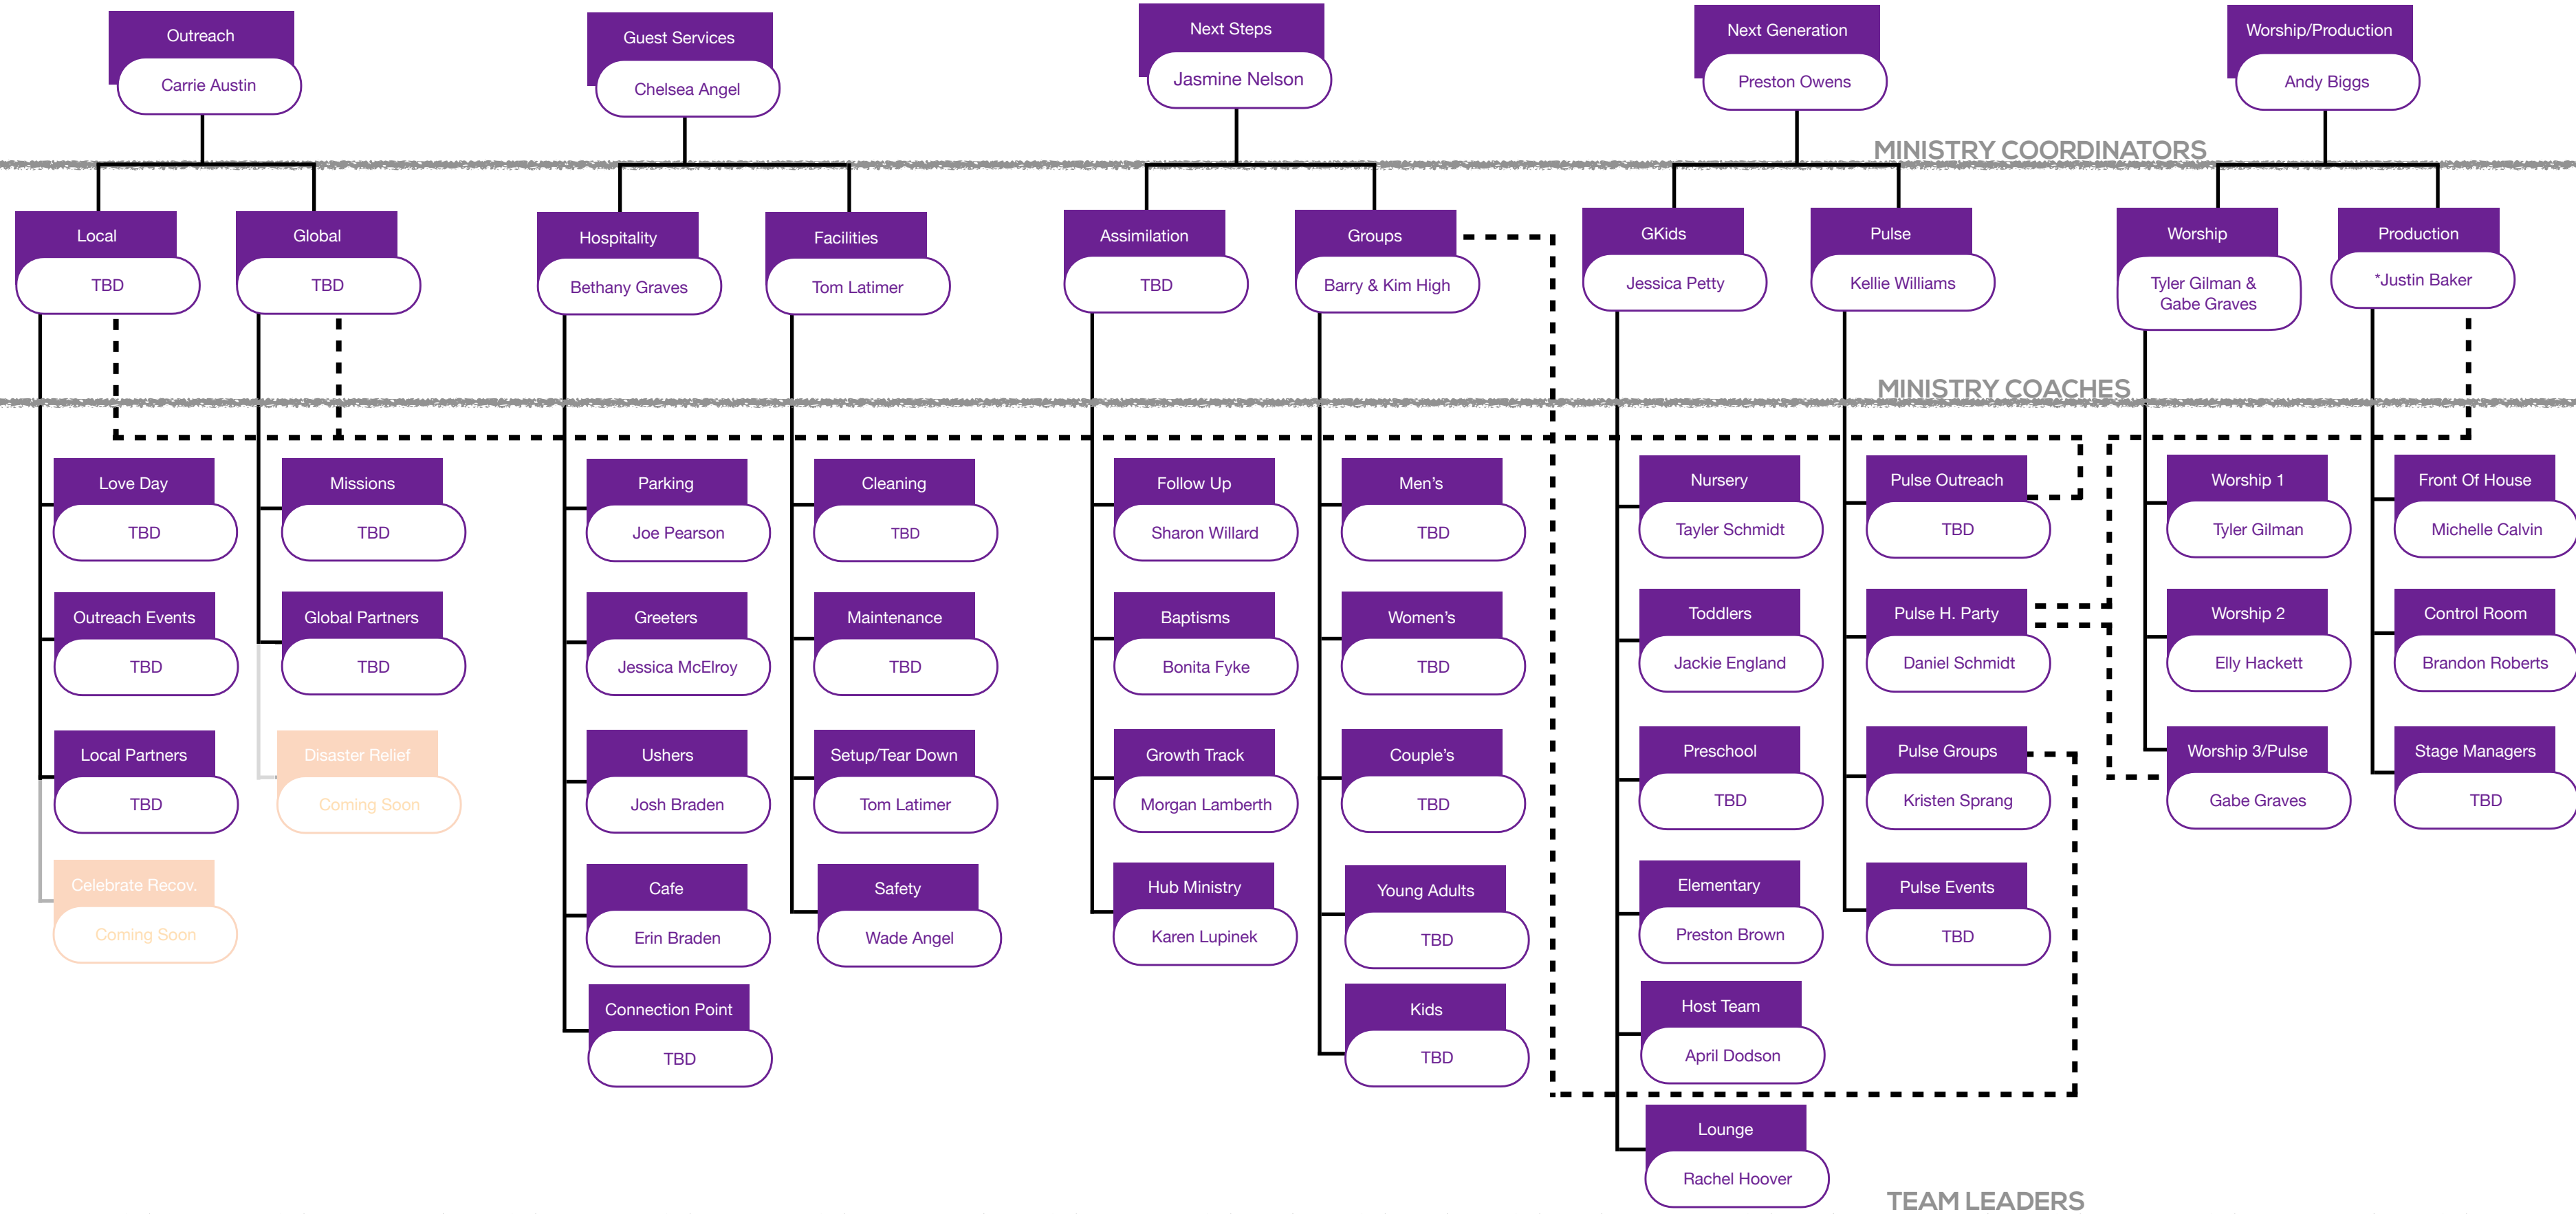 Outreach
Carrie Austin
Guest Services
Chelsea Angel
Next Steps
Jasmine Nelson
Next Generation
Preston Owens
Worship/Production
Andy Biggs
MINISTRY COORDINATORS
Local
TBD
Global
TBD
Hospitality
Bethany Graves
Facilities
Tom Latimer
Assimilation
TBD
Groups
Barry & Kim High
GKids
Jessica Petty
Pulse
Kellie Williams
Worship
Tyler Gilman &
Gabe Graves
Production
*Justin Baker
MINISTRY COACHES
Love Day
TBD
Outreach Events
TBD
Local Partners
TBD
Celebrate Recov.
Coming Soon
Missions
TBD
Global Partners
TBD
Disaster Relief
Coming Soon
Parking
Joe Pearson
Greeters
Jessica McElroy
Ushers
Josh Braden
Cafe
Erin Braden
Connection Point
TBD
Cleaning
TBD
Maintenance
TBD
Setup/Tear Down
Tom Latimer
Safety
Wade Angel
Follow Up
Sharon Willard
Baptisms
Bonita Fyke
Growth Track
Morgan Lamberth
Hub Ministry
Karen Lupinek
Men's
TBD
Women's
TBD
Couple's
TBD
Young Adults
TBD
Kids
TBD
Nursery
Tayler Schmidt
Toddlers
Jackie England
Preschool
TBD
Elementary
Preston Brown
Host Team
April Dodson
Lounge
Rachel Hoover
Pulse Outreach
TBD
Pulse H. Party
Daniel Schmidt
Pulse Groups
Kristen Sprang
Pulse Events
TBD
Worship 1
Tyler Gilman
Worship 2
Elly Hackett
Worship 3/Pulse
Gabe Graves
Front Of House
Michelle Calvin
Control Room
Brandon Roberts
Stage Managers
TBD
TEAM LEADERS